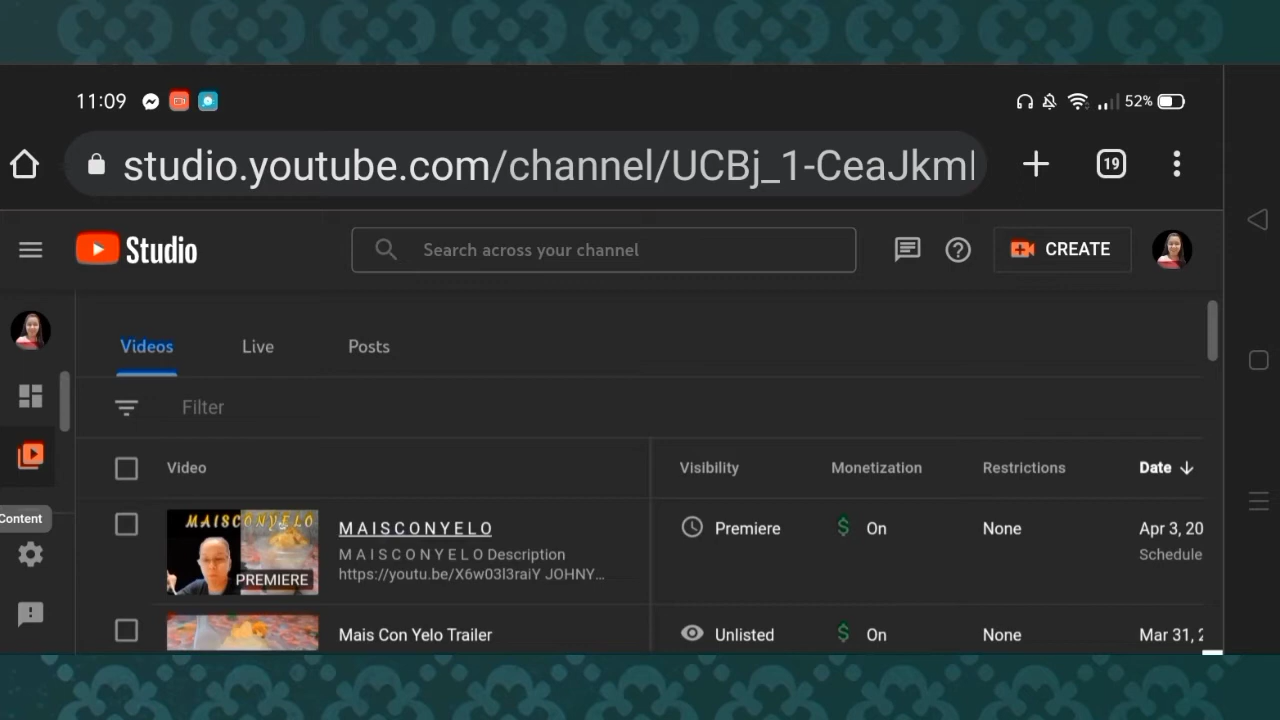 11:09 52%
studio.youtube.com/channel/UCBj_1-CeaJkm
19
Studio Search across your channel CREATE
Videos Live Posts
Filter
Video Visibility Monetization Restrictions Date
Content
MAISCONYELO
PREMIERE
M A I S C O N Y E L O
M A I S C O N Y E L O Description
https://youtu.be/X6w03l3raiY JOHNY…
Premiere On None Apr 3, 20
Schedule
Mais Con Yelo Trailer Unlisted On None Mar 31, 2